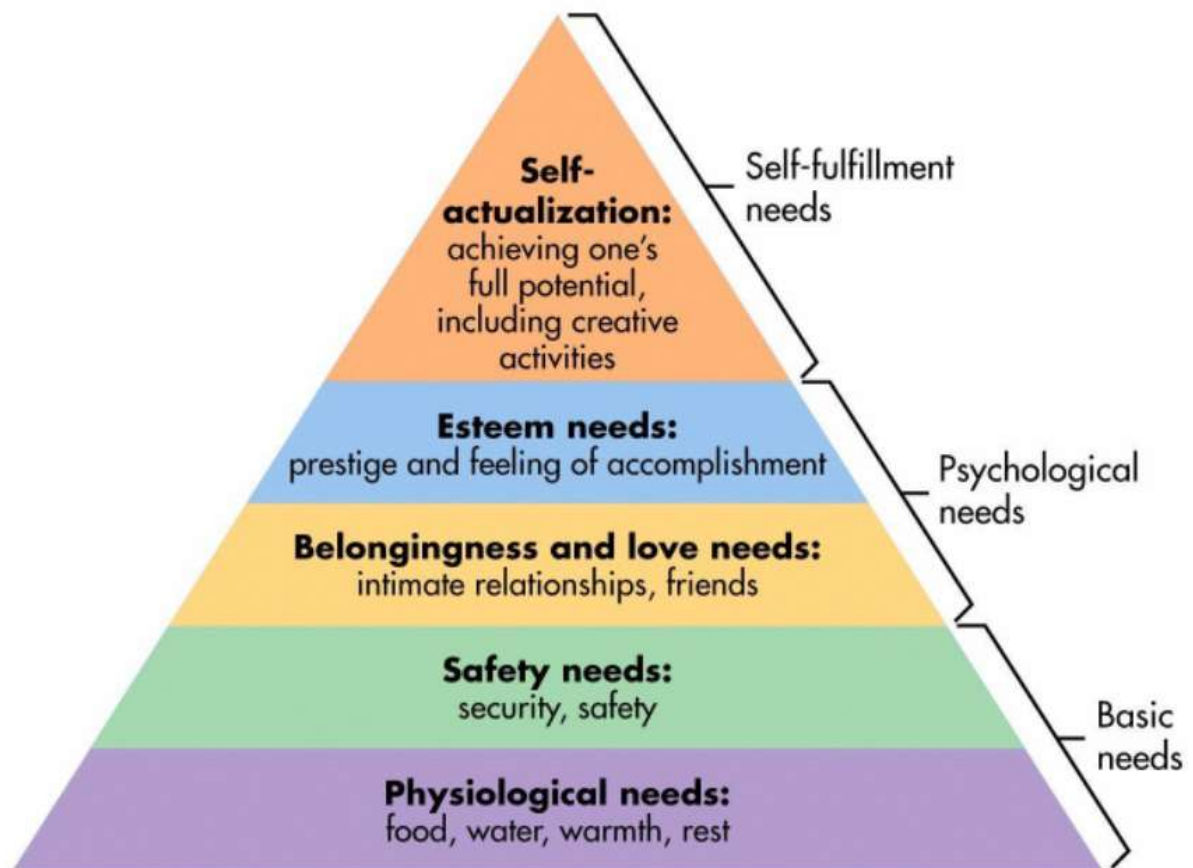 Self-
actualization:
achieving one's
full potential,
including creative
activities
Self-fulfillment
needs
Esteem needs:
prestige and feeling of accomplishment
Psychological
needs
Belongingness and love needs:
intimate relationships, friends
Safety needs:
security, safety
Basic
needs
Physiological needs:
food, water, warmth, rest